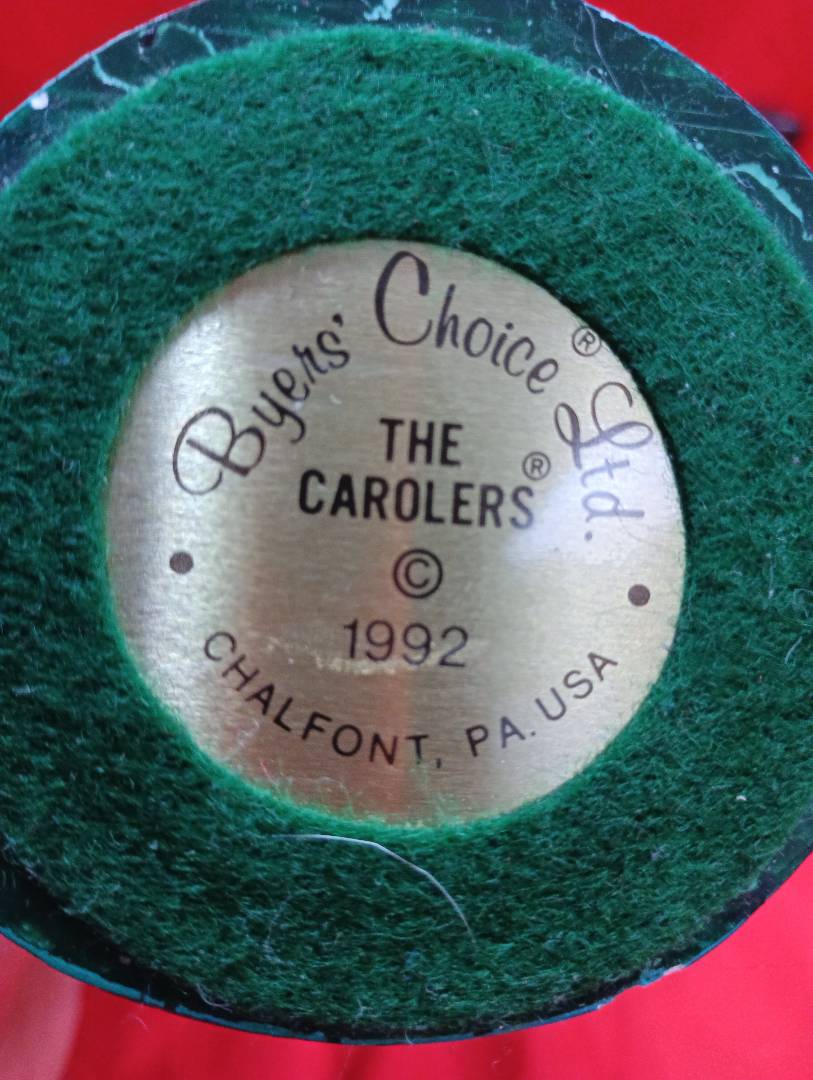 Byers' Choice® Ltd.
THE
CAROLERS®
©
1992
CHALFONT, PA. USA